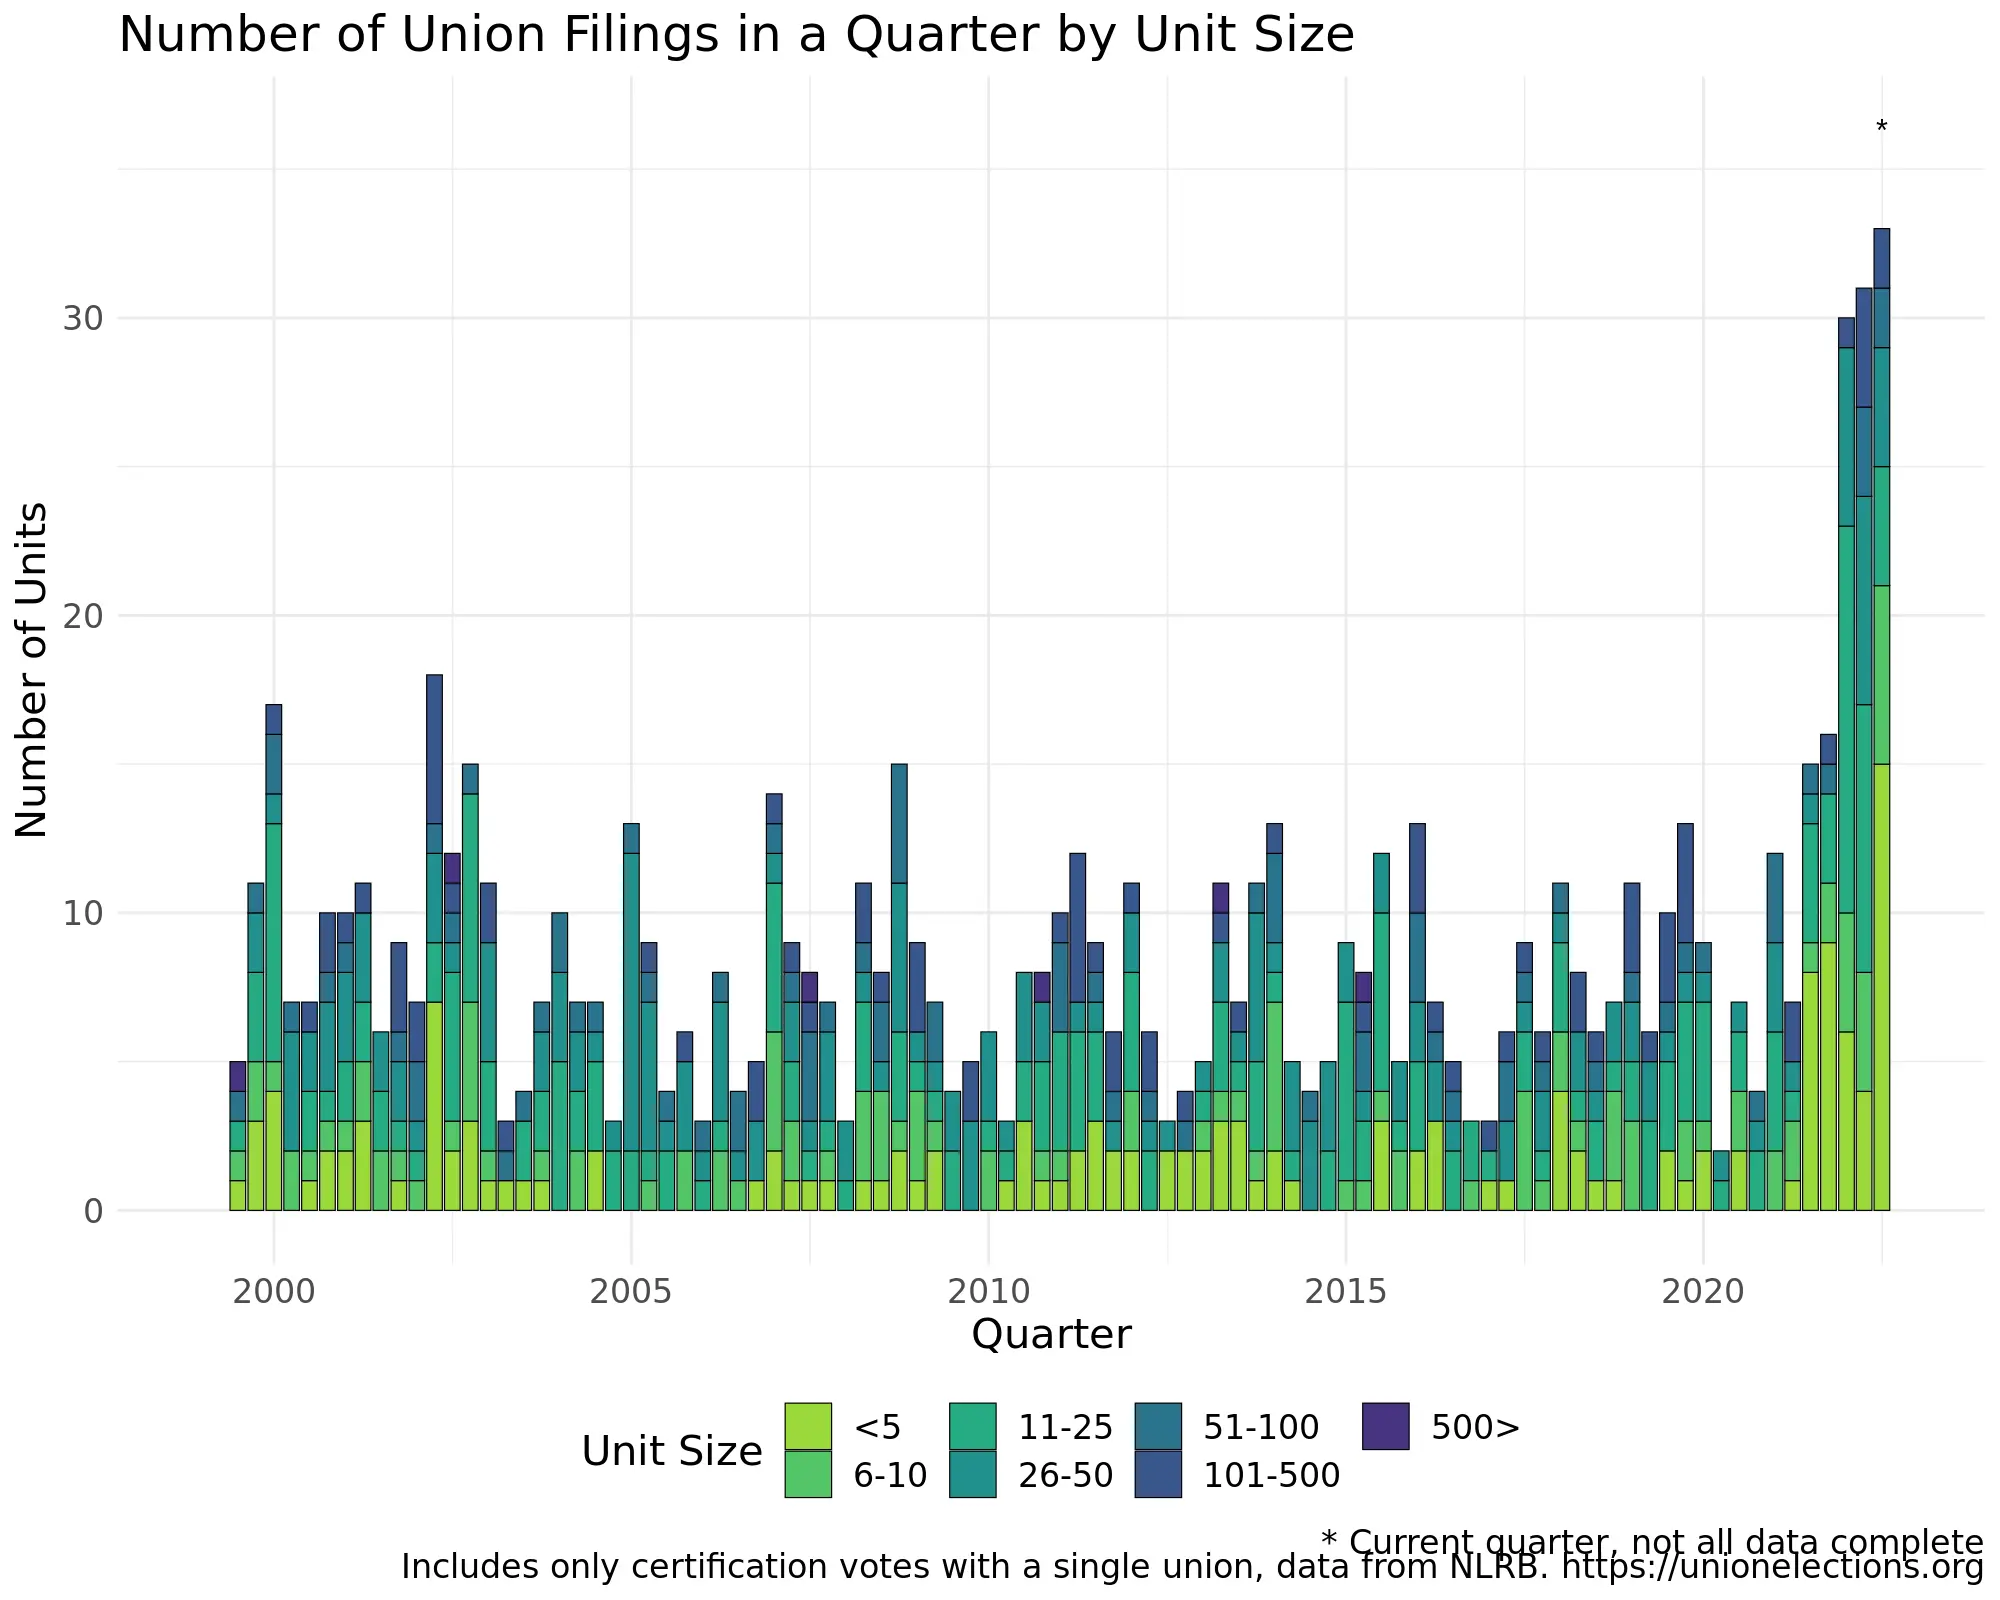 Number of Union Filings in a Quarter by Unit Size
*
30
20
10
0
Number of Units
2000 2005 2010 2015 2020
Quarter
Unit Size
<5 11-25 51-100 500>
6-10 26-50 101-500
* Current quarter, not all data complete
Includes only certification votes with a single union, data from NLRB. https://unionelections.org